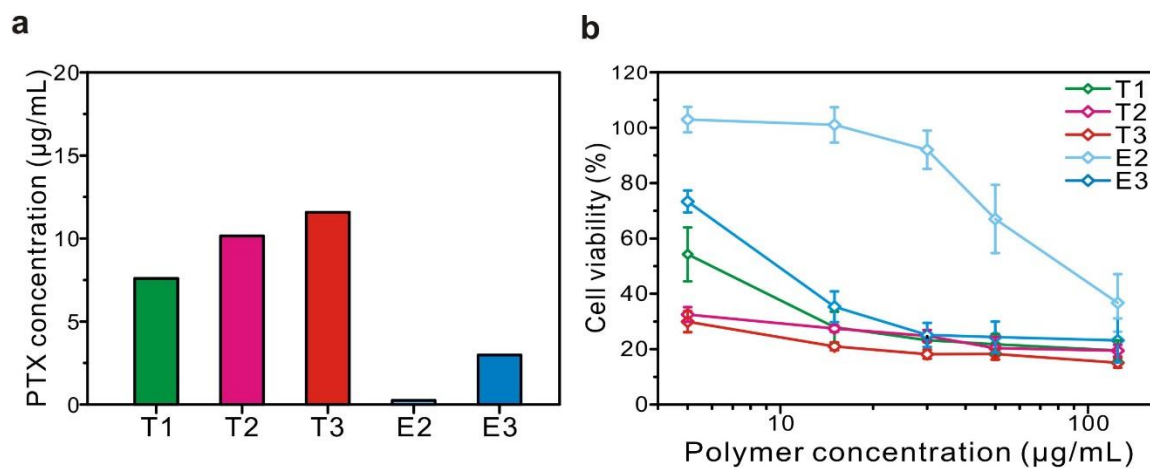 a
PTX concentration (μg/mL)
20
15
10
5
0
T1 T2 T3 E2 E3
b
Cell viability (%)
120
100
80
60
40
20
0
10 100
Polymer concentration (μg/mL)
T1
T2
T3
E2
E3